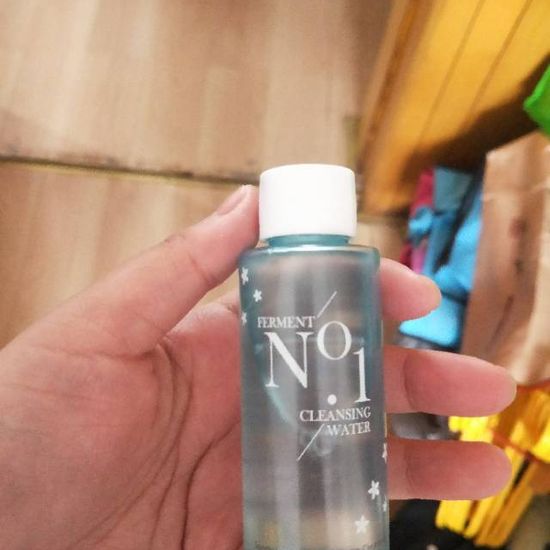 FERMENT
No.1
CLEANSING
WATER